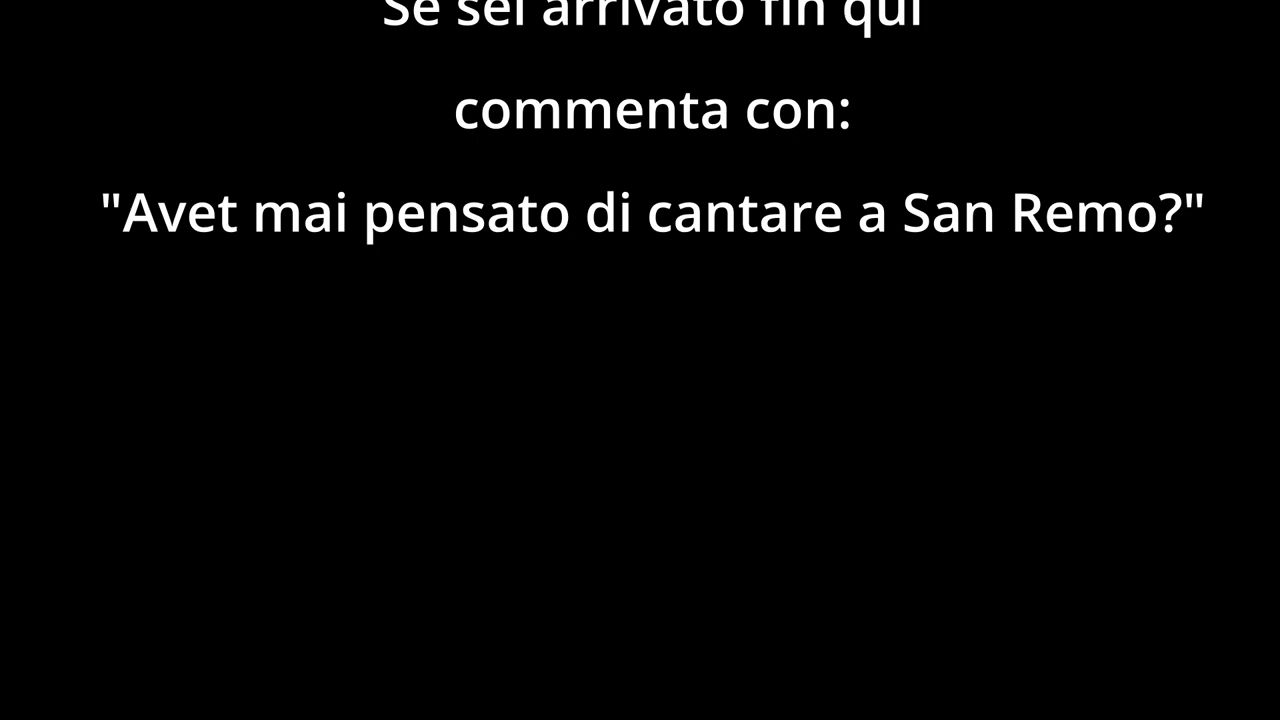 Se sei arrivato fin qui
commenta con:
"Avet mai pensato di cantare a San Remo?"